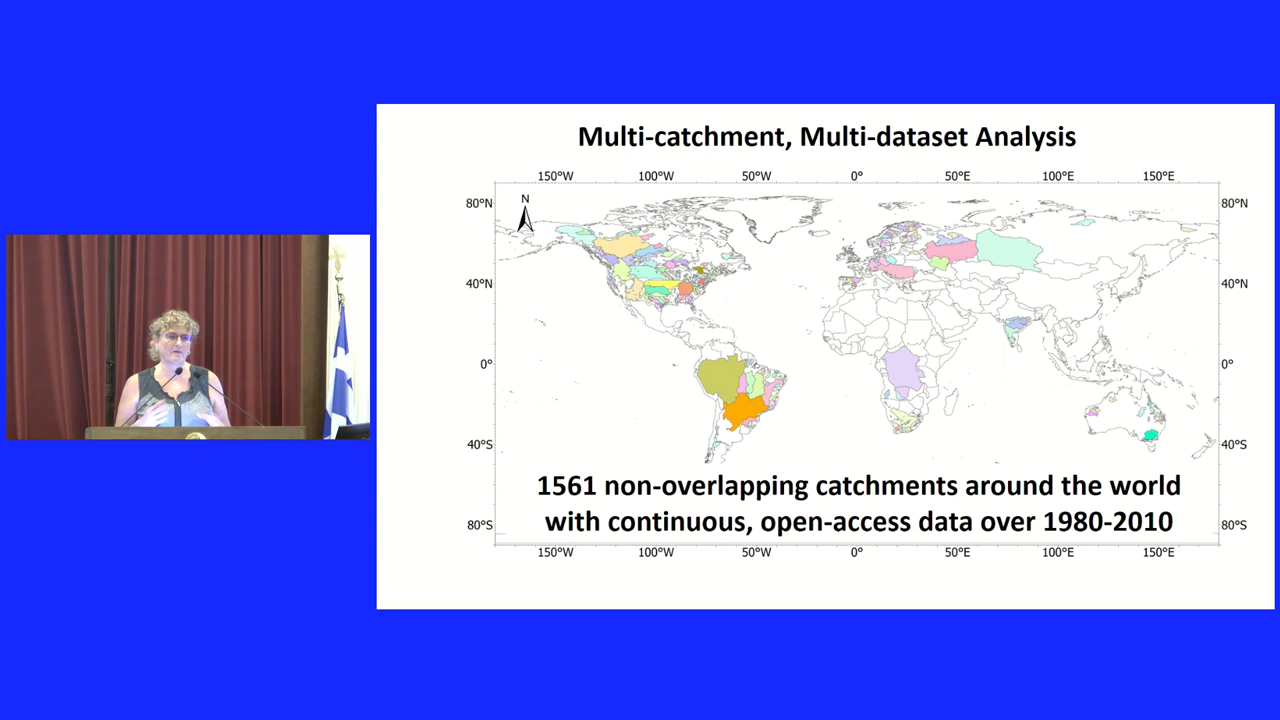 Multi-catchment, Multi-dataset Analysis
150°W 100°W 50°W 0° 50°E 100°E 150°E
N
80°N 80°N
40°N 40°N
0° 0°
40°S 40°S
1561 non-overlapping catchments around the world
with continuous, open-access data over 1980-2010
80°S 80°S
150°W 100°W 50°W 0° 50°E 100°E 150°E